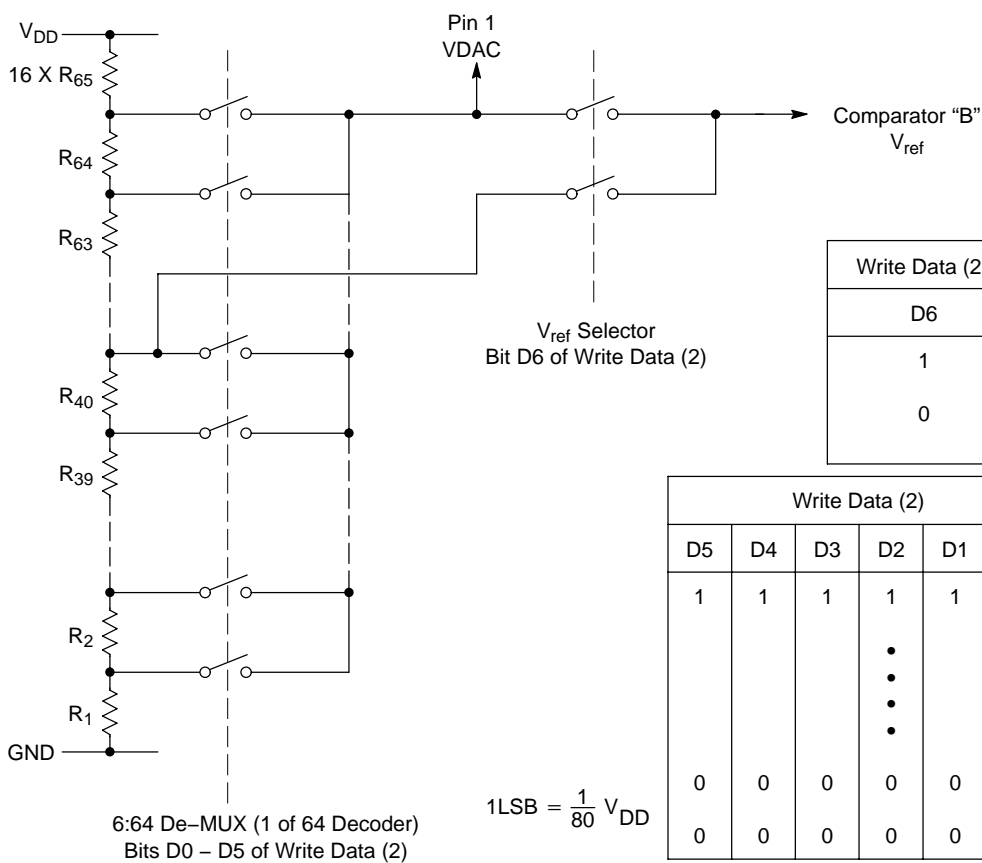 V_DD
16 X R_65
R_64
R_63
R_40
R_39
R_2
R_1
GND
6:64 De–MUX (1 of 64 Decoder)
Bits D0 – D5 of Write Data (2)
Pin 1
VDAC
V_ref Selector
Bit D6 of Write Data (2)
Comparator “B”
V_ref
Write Data (2
D6
1
0
Write Data (2)
D5 D4 D3 D2 D1
1 1 1 1 1
0 0 0 0 0
0 0 0 0 0
1LSB = 1/80 V_DD